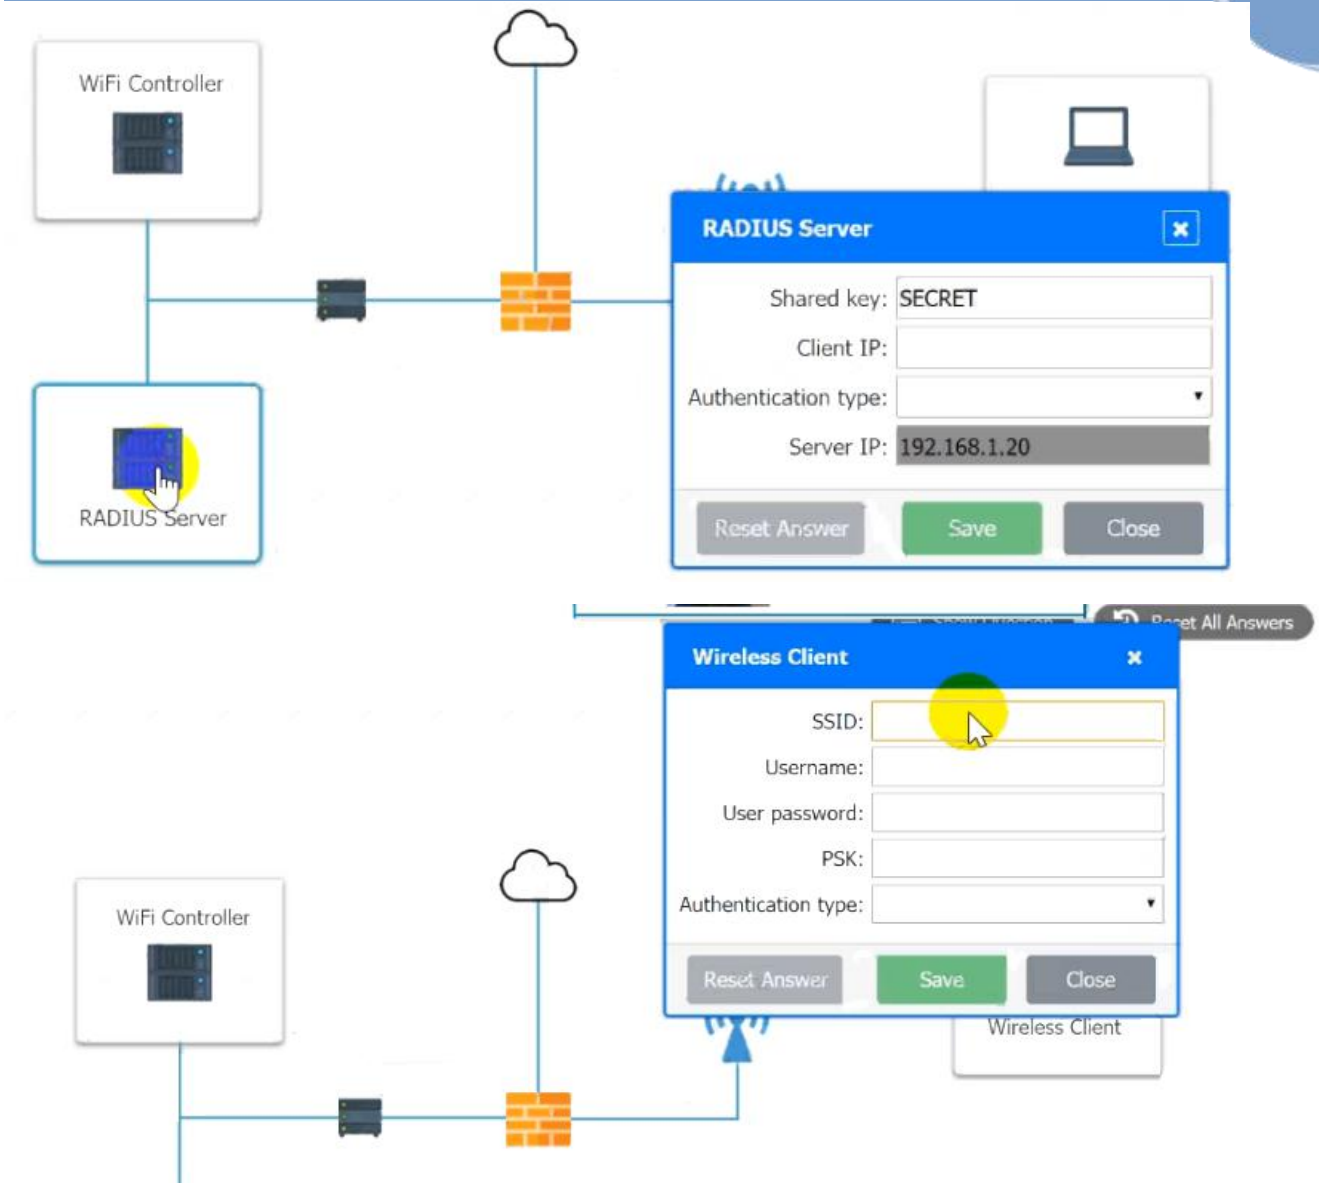 WiFi Controller
RADIUS Server
Shared key: SECRET
Client IP:
Authentication type:
Server IP: 192.168.1.20
Reset Answer Save Close
RADIUS Server
Show Question
Reset All Answers
Wireless Client
SSID:
Username:
User password:
PSK:
Authentication type:
Reset Answer Save Close
WiFi Controller
Wireless Client